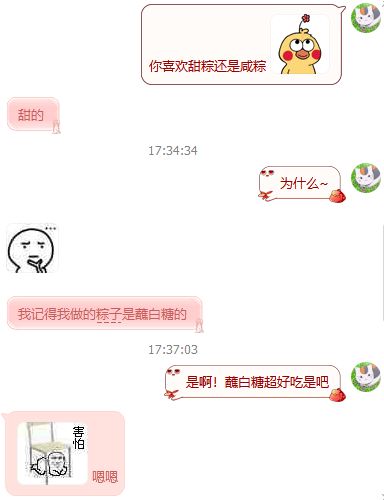 你喜欢甜粽还是咸粽
甜的
17:34:34
为什么~
我记得我做的粽子是蘸白糖的
17:37:03
是啊！蘸白糖超好吃是吧
害怕
嗯嗯